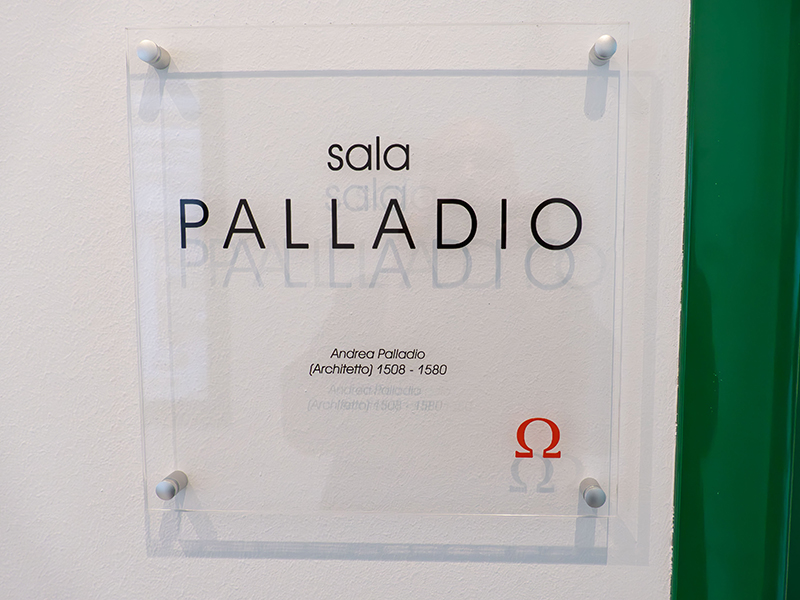 sala
PALLADIO
Andrea Palladio
(Architetto) 1508 - 1580
Ω